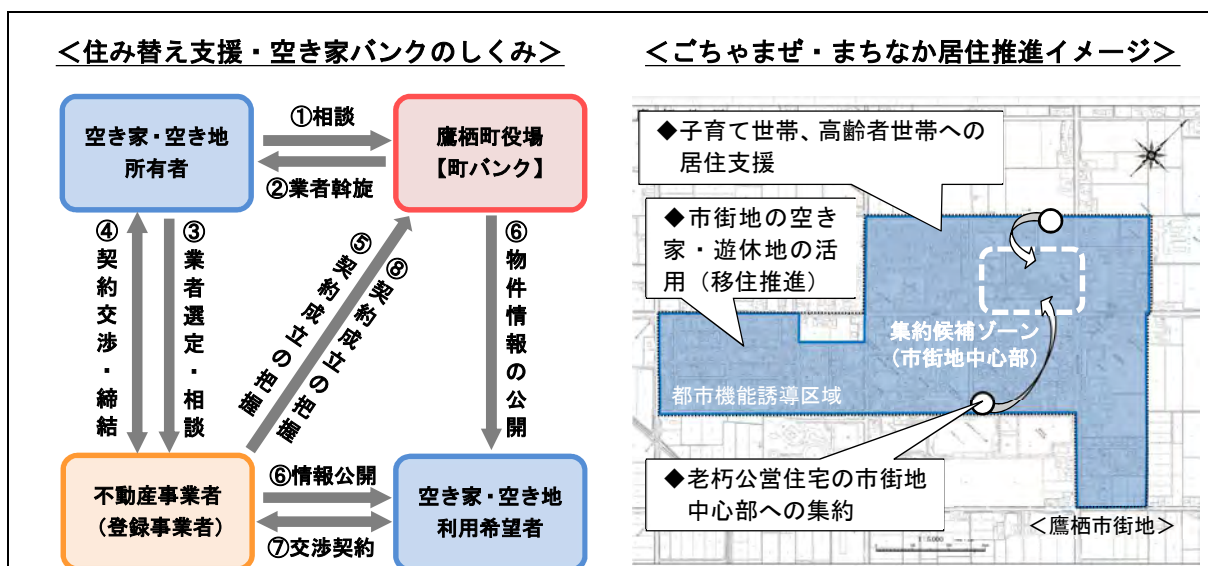 ＜住み替え支援・空き家バンクのしくみ＞
空き家・空き地
所有者
①相談
②業者斡旋
鷹栖町役場
【町バンク】
④契約交渉・締結
③業者選定・相談
⑤契約成立の把握
⑧契約成立の把握
⑥物件情報の公開
不動産事業者
（登録事業者）
⑥情報公開
⑦交渉契約
空き家・空き地
利用希望者
＜ごちゃまぜ・まちなか居住推進イメージ＞
◆子育て世帯、高齢者世帯への
居住支援
◆市街地の空き
家・遊休地の活
用（移住推進）
集約候補ゾーン
（市街地中心部）
都市機能誘導区域
◆老朽公営住宅の市街地
中心部への集約
＜鷹栖市街地＞
1：5,000